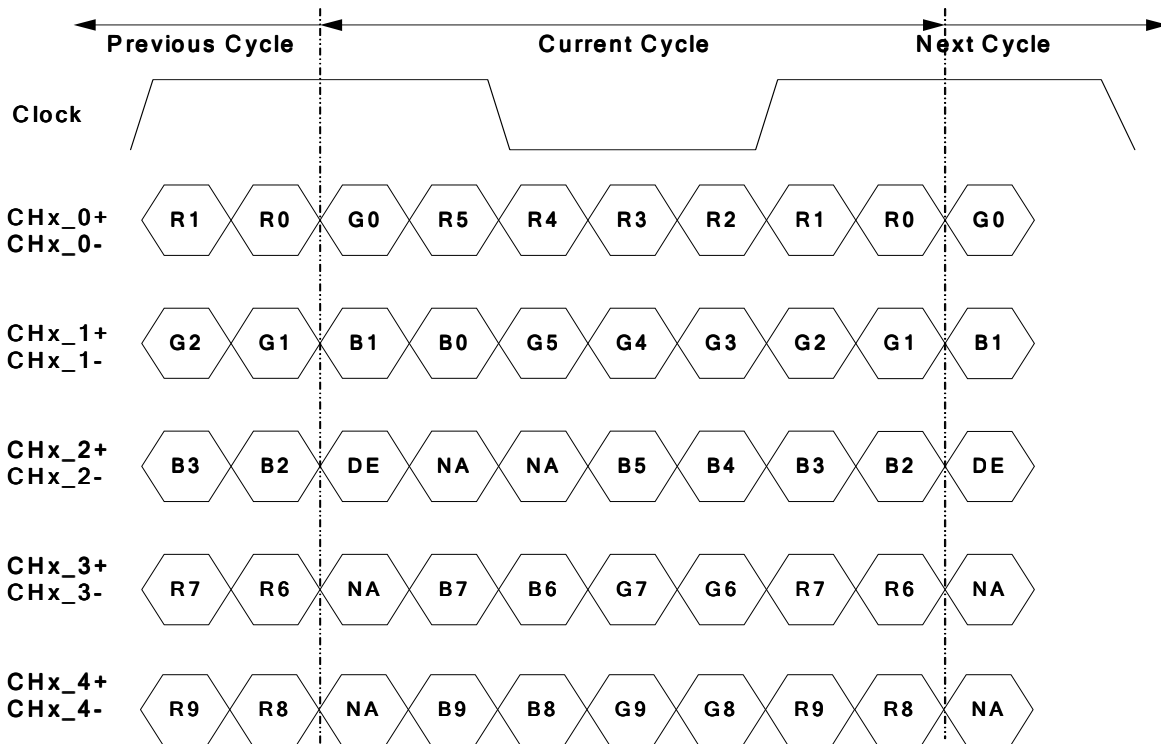 Previous Cycle Current Cycle Next Cycle
Clock
CHx_0+
CHx_0-
R1 R0 G0 R5 R4 R3 R2 R1 R0 G0
CHx_1+
CHx_1-
G2 G1 B1 B0 G5 G4 G3 G2 G1 B1
CHx_2+
CHx_2-
B3 B2 DE NA NA B5 B4 B3 B2 DE
CHx_3+
CHx_3-
R7 R6 NA B7 B6 G7 G6 R7 R6 NA
CHx_4+
CHx_4-
R9 R8 NA B9 B8 G9 G8 R9 R8 NA